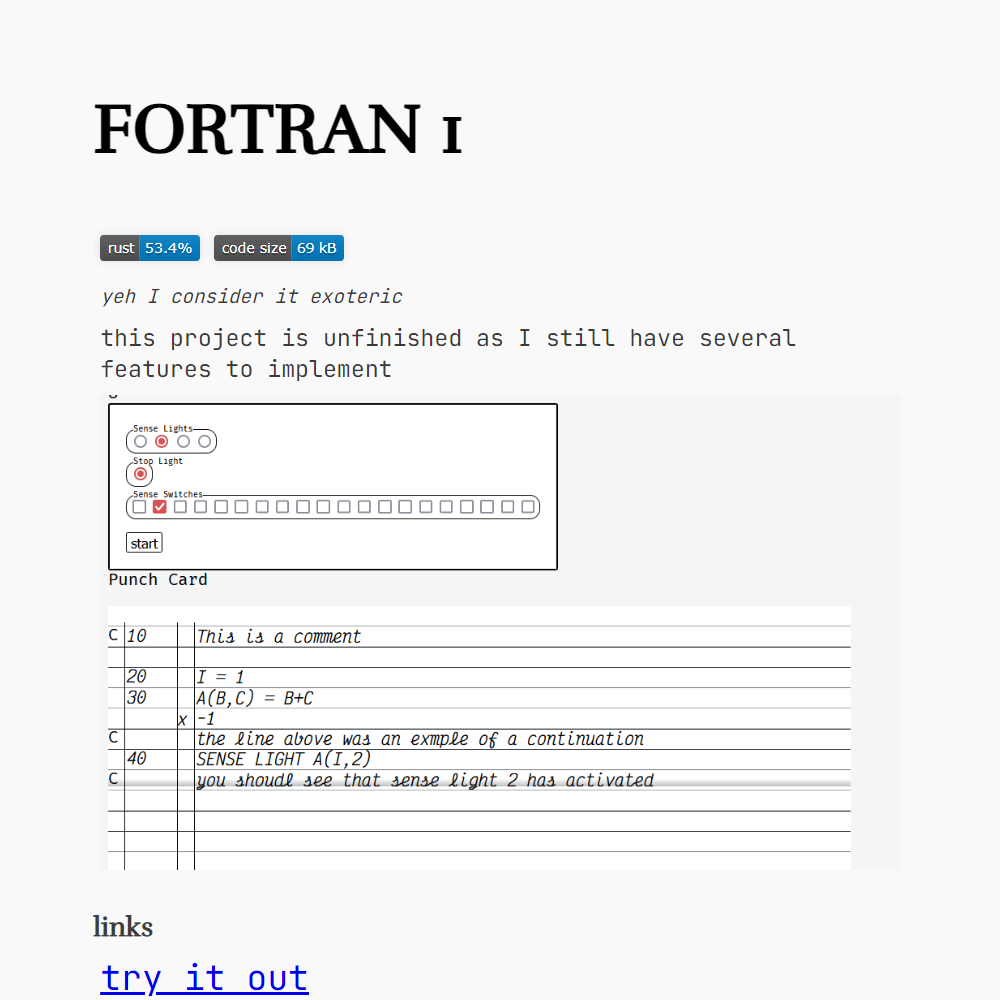 FORTRAN I
rust 53.4% code size 69 kB
yeh I consider it exoteric
this project is unfinished as I still have several
features to implement
Sense Lights
Stop Light
Sense Switches
start
Punch Card
C 10 This is a comment
20 I = 1
30 A(B,C) = B+C
x -1
C the line above was an exmple of a continuation
40 SENSE LIGHT A(I,2)
C you shoudl see that sense light 2 has activated
links
try it out